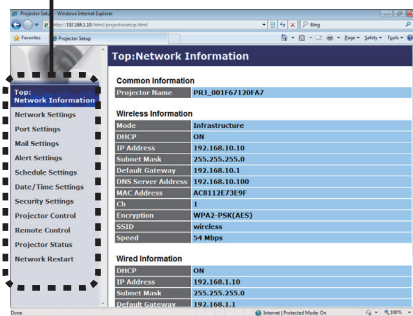 Projector Setup - Windows Internet Explorer
http://192.168.1.10/html/projectorsetup.html
Bing
Favorites
Projector Setup
Page
Safety
Tools
Top:Network Information
Common Information
Projector Name PRJ_001F67120FA7
Wireless Information
Mode Infrastructure
DHCP ON
IP Address 192.168.10.10
Subnet Mask 255.255.255.0
Default Gateway 192.168.10.1
DNS Server Address 192.168.10.100
MAC Address AC8112E73E9F
Ch 1
Encryption WPA2-PSK(AES)
SSID wireless
Speed 54 Mbps
Wired Information
DHCP ON
IP Address 192.168.1.10
Subnet Mask 255.255.255.0
Default Gateway 192.168.1.1
Top:
Network Information
Network Settings
Port Settings
Mail Settings
Alert Settings
Schedule Settings
Date/Time Settings
Security Settings
Projector Control
Remote Control
Projector Status
Network Restart
Done
Internet | Protected Mode: On
100%